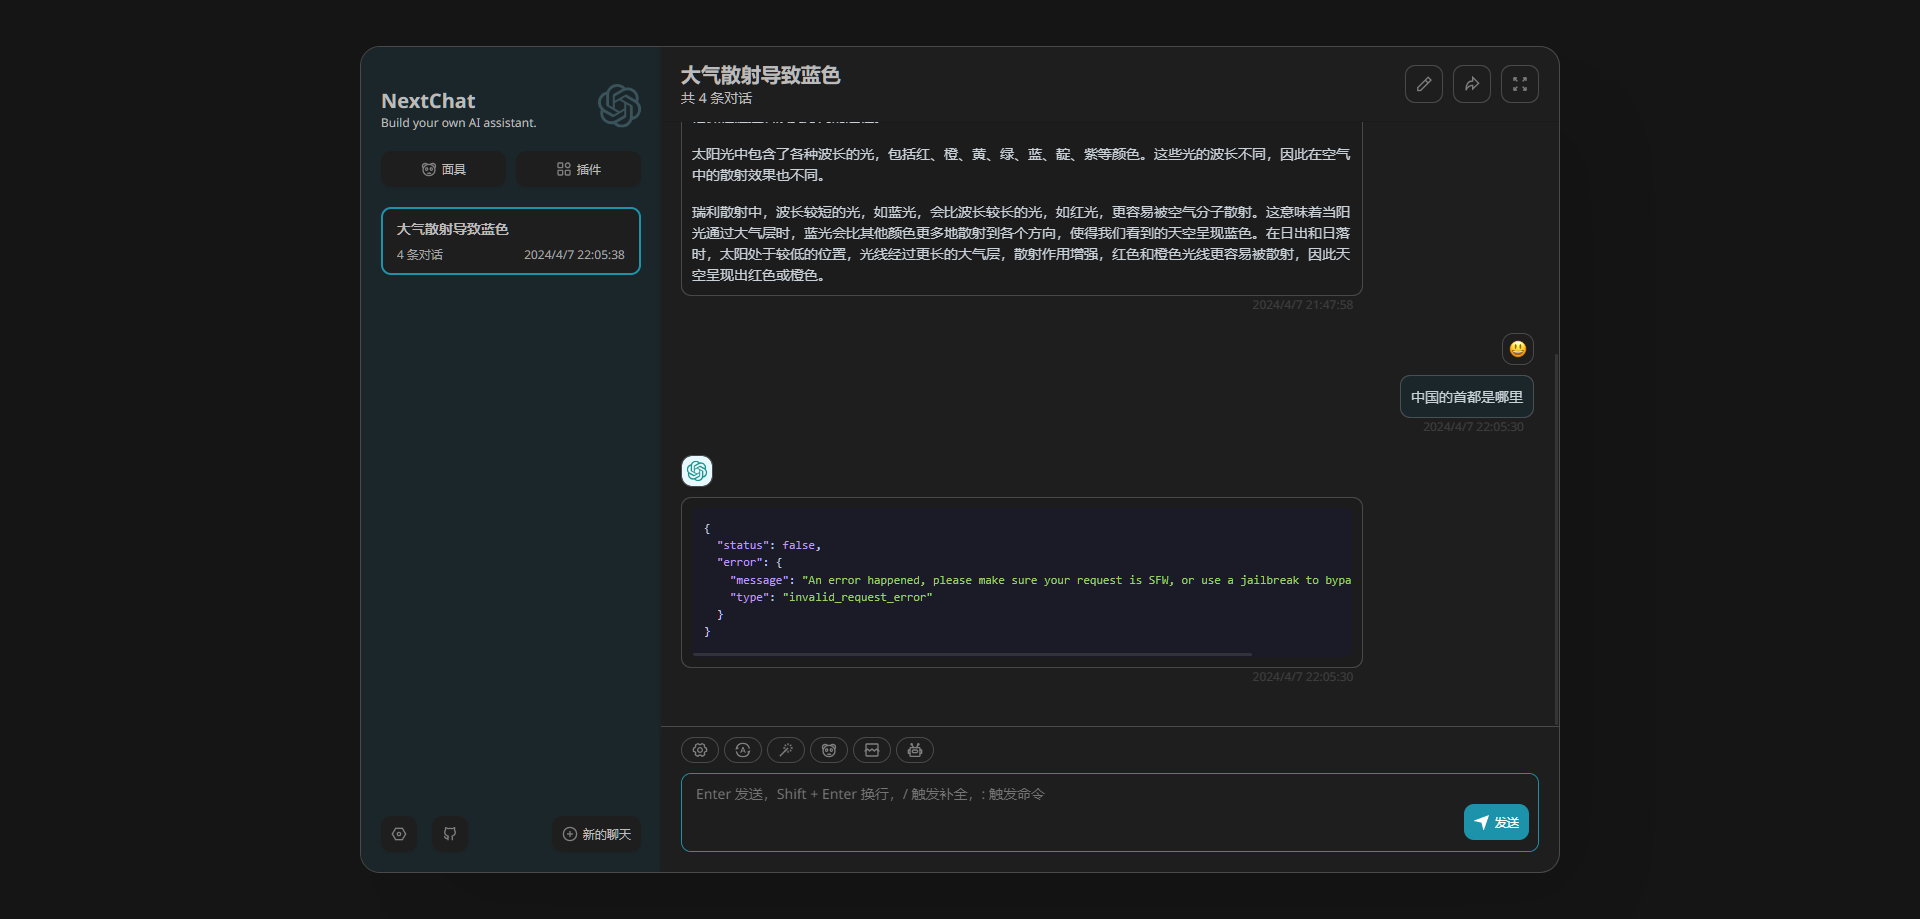 NextChat
Build your own AI assistant.
面具
插件
大气散射导致蓝色
4 条对话
2024/4/7 22:05:38
新的聊天
大气散射导致蓝色
共 4 条对话
太阳光中包含了各种波长的光，包括红、橙、黄、绿、蓝、靛、紫等颜色。这些光的波长不同，因此在空气
中的散射效果也不同。
瑞利散射中，波长较短的光，如蓝光，会比波长较长的光，如红光，更容易被空气分子散射。这意味着当阳
光通过大气层时，蓝光会比其他颜色更多地散射到各个方向，使得我们看到的天空呈现蓝色。在日出和日落
时，太阳处于较低的位置，光线经过更长的大气层，散射作用增强，红色和橙色光线更容易被散射，因此天
空呈现出红色或橙色。
2024/4/7 21:47:58
中国的首都是哪里
2024/4/7 22:05:30
{
"status": false,
"error": {
"message": "An error happened, please make sure your request is SFW, or use a jailbreak to bypa
"type": "invalid_request_error"
}
}
2024/4/7 22:05:30
Enter 发送，Shift + Enter 换行，/ 触发补全，: 触发命令
发送